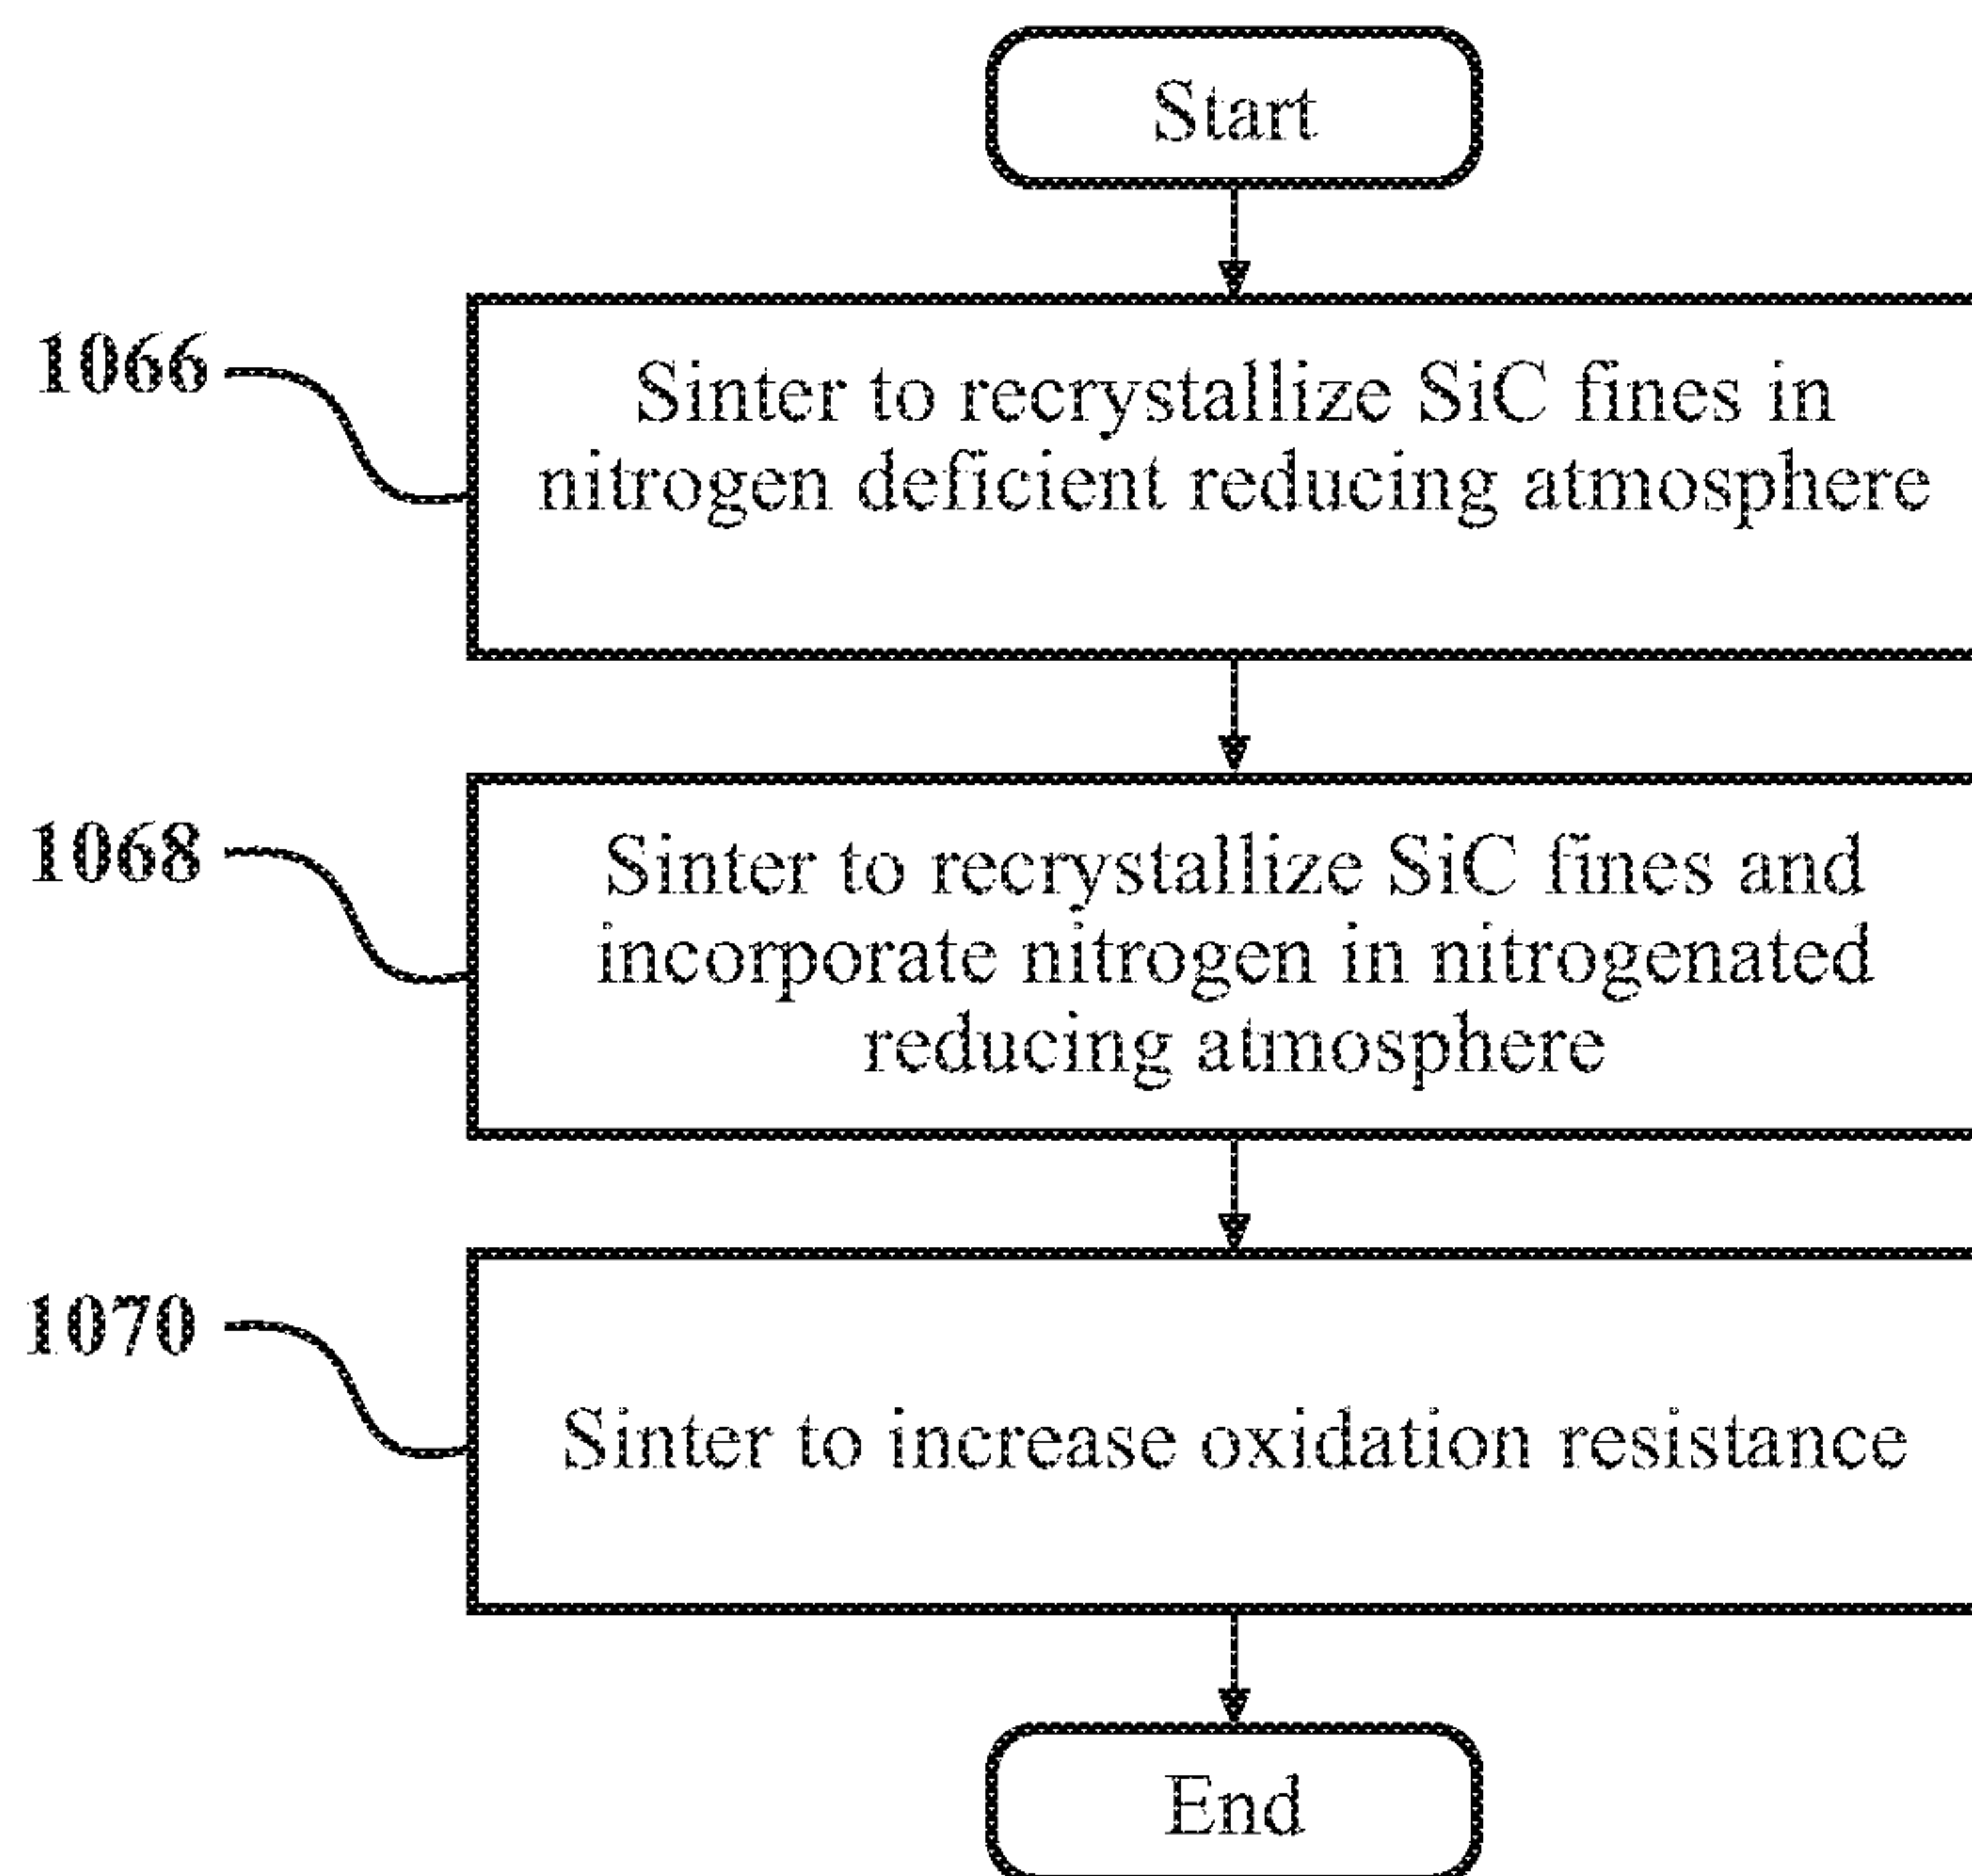 Start
1066
Sinter to recrystallize SiC fines in
nitrogen deficient reducing atmosphere
1068
Sinter to recrystallize SiC fines and
incorporate nitrogen in nitrogenated
reducing atmosphere
1070
Sinter to increase oxidation resistance
End